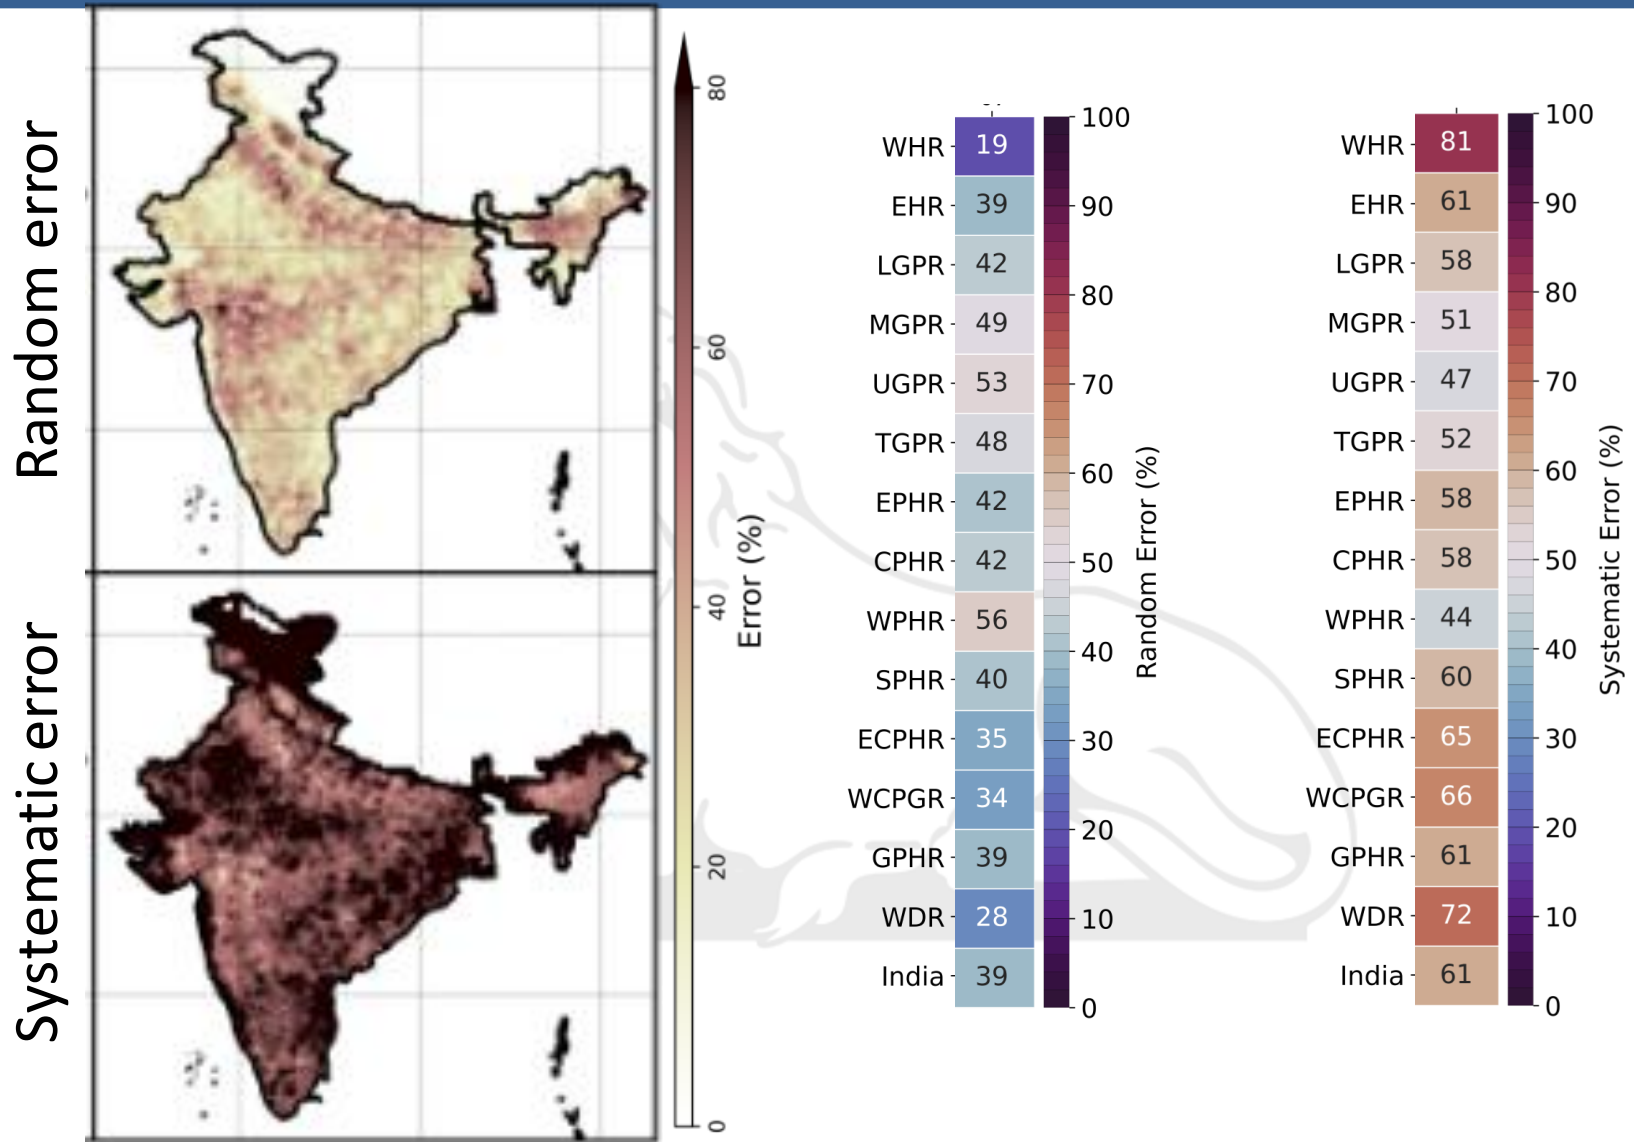 Random error
Systematic error
80
60
40
20
0
Error (%)
WHR 19
EHR 39
LGPR 42
MGPR 49
UGPR 53
TGPR 48
EPHR 42
CPHR 42
WPHR 56
SPHR 40
ECPHR 35
WCPGR 34
GPHR 39
WDR 28
India 39
100
90
80
70
60
50
40
30
20
10
0
Random Error (%)
WHR 81
EHR 61
LGPR 58
MGPR 51
UGPR 47
TGPR 52
EPHR 58
CPHR 58
WPHR 44
SPHR 60
ECPHR 65
WCPGR 66
GPHR 61
WDR 72
India 61
100
90
80
70
60
50
40
30
20
10
0
Systematic Error (%)